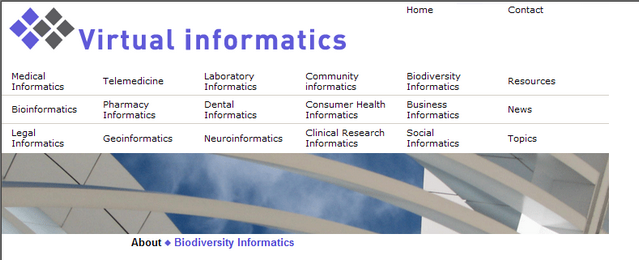 Home Contact
Virtual informatics
Medical Informatics Telemedicine Laboratory Informatics Community informatics Biodiversity Informatics Resources
Bioinformatics Pharmacy Informatics Dental Informatics Consumer Health Informatics Business Informatics News
Legal Informatics Geoinformatics Neuroinformatics Clinical Research Informatics Social Informatics Topics
About Biodiversity Informatics